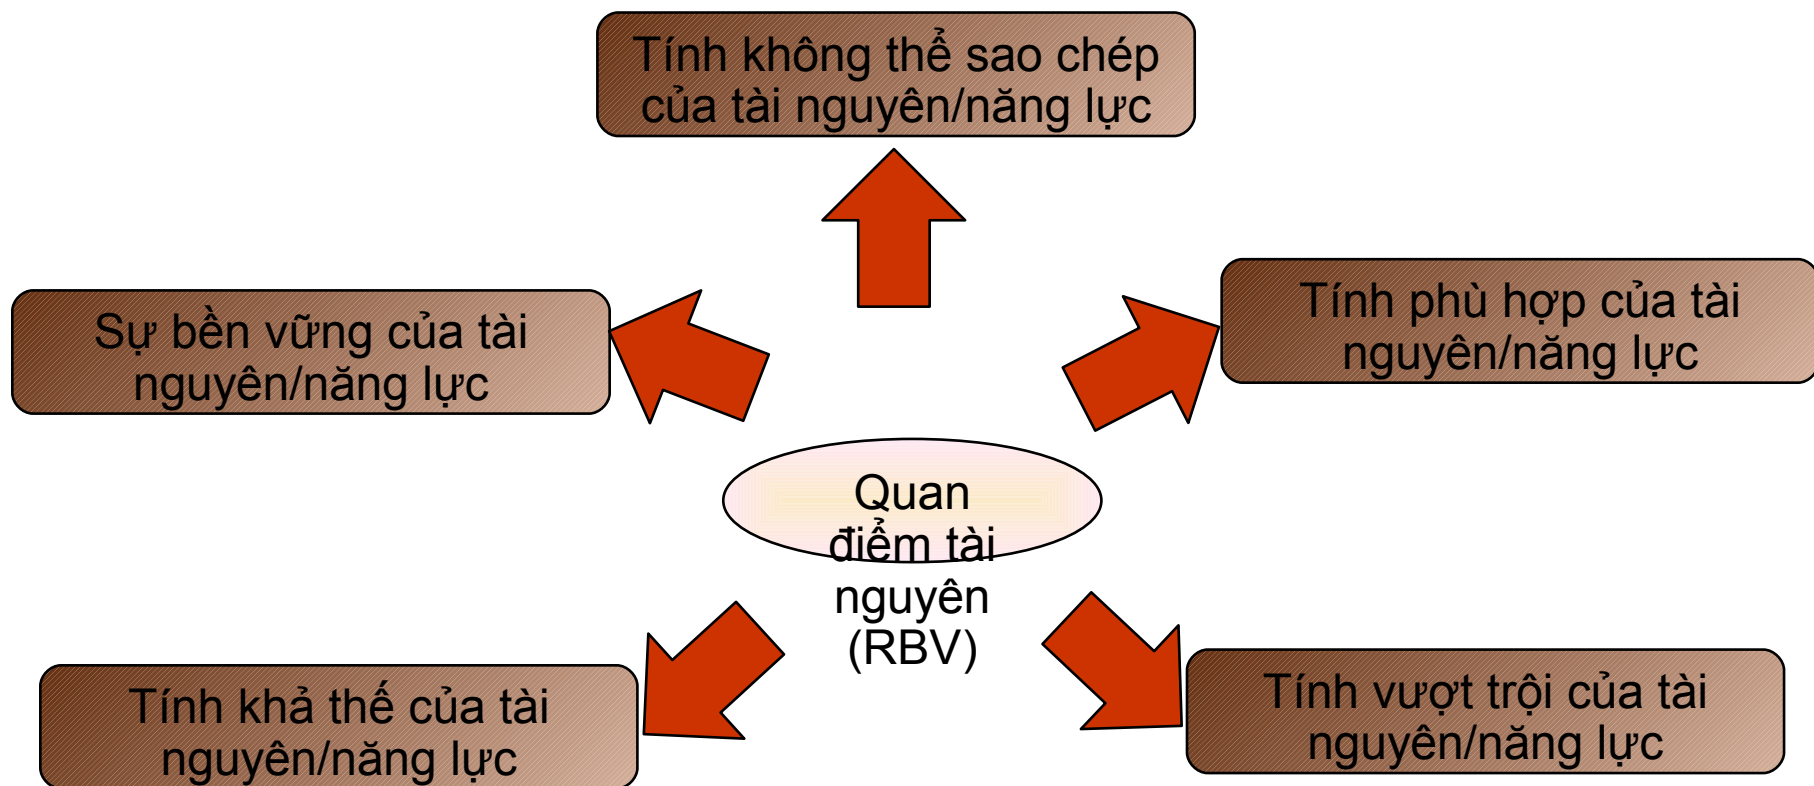 Tính không thể sao chép
của tài nguyên/năng lực
Sự bền vững của tài
nguyên/năng lực
Tính phù hợp của tài
nguyên/năng lực
Quan
điểm tài
nguyên
(RBV)
Tính khả thế của tài
nguyên/năng lực
Tính vượt trội của tài
nguyên/năng lực